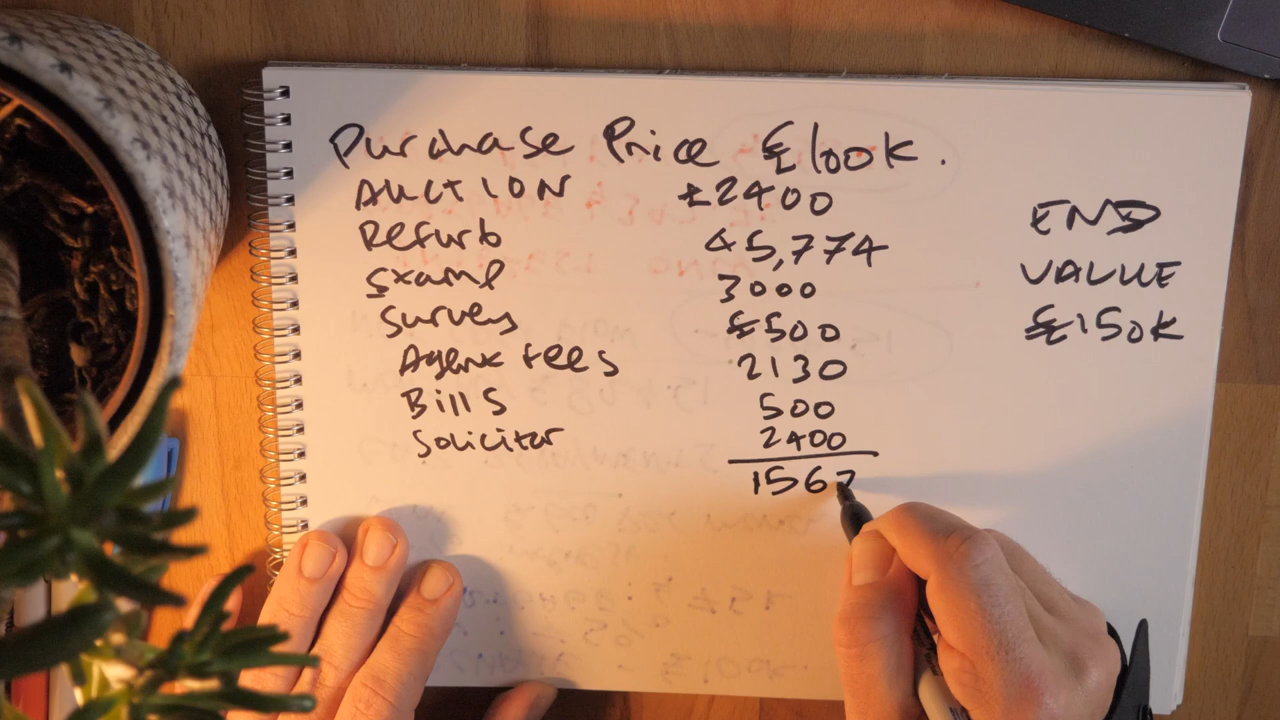 Purchase Price £100k.
AUCTION £2400
Refurb 45,774
3000
Survey £500
Agent fees 2130
Bills 500
Solicitor 2400
1567
END
VALUE
£150K